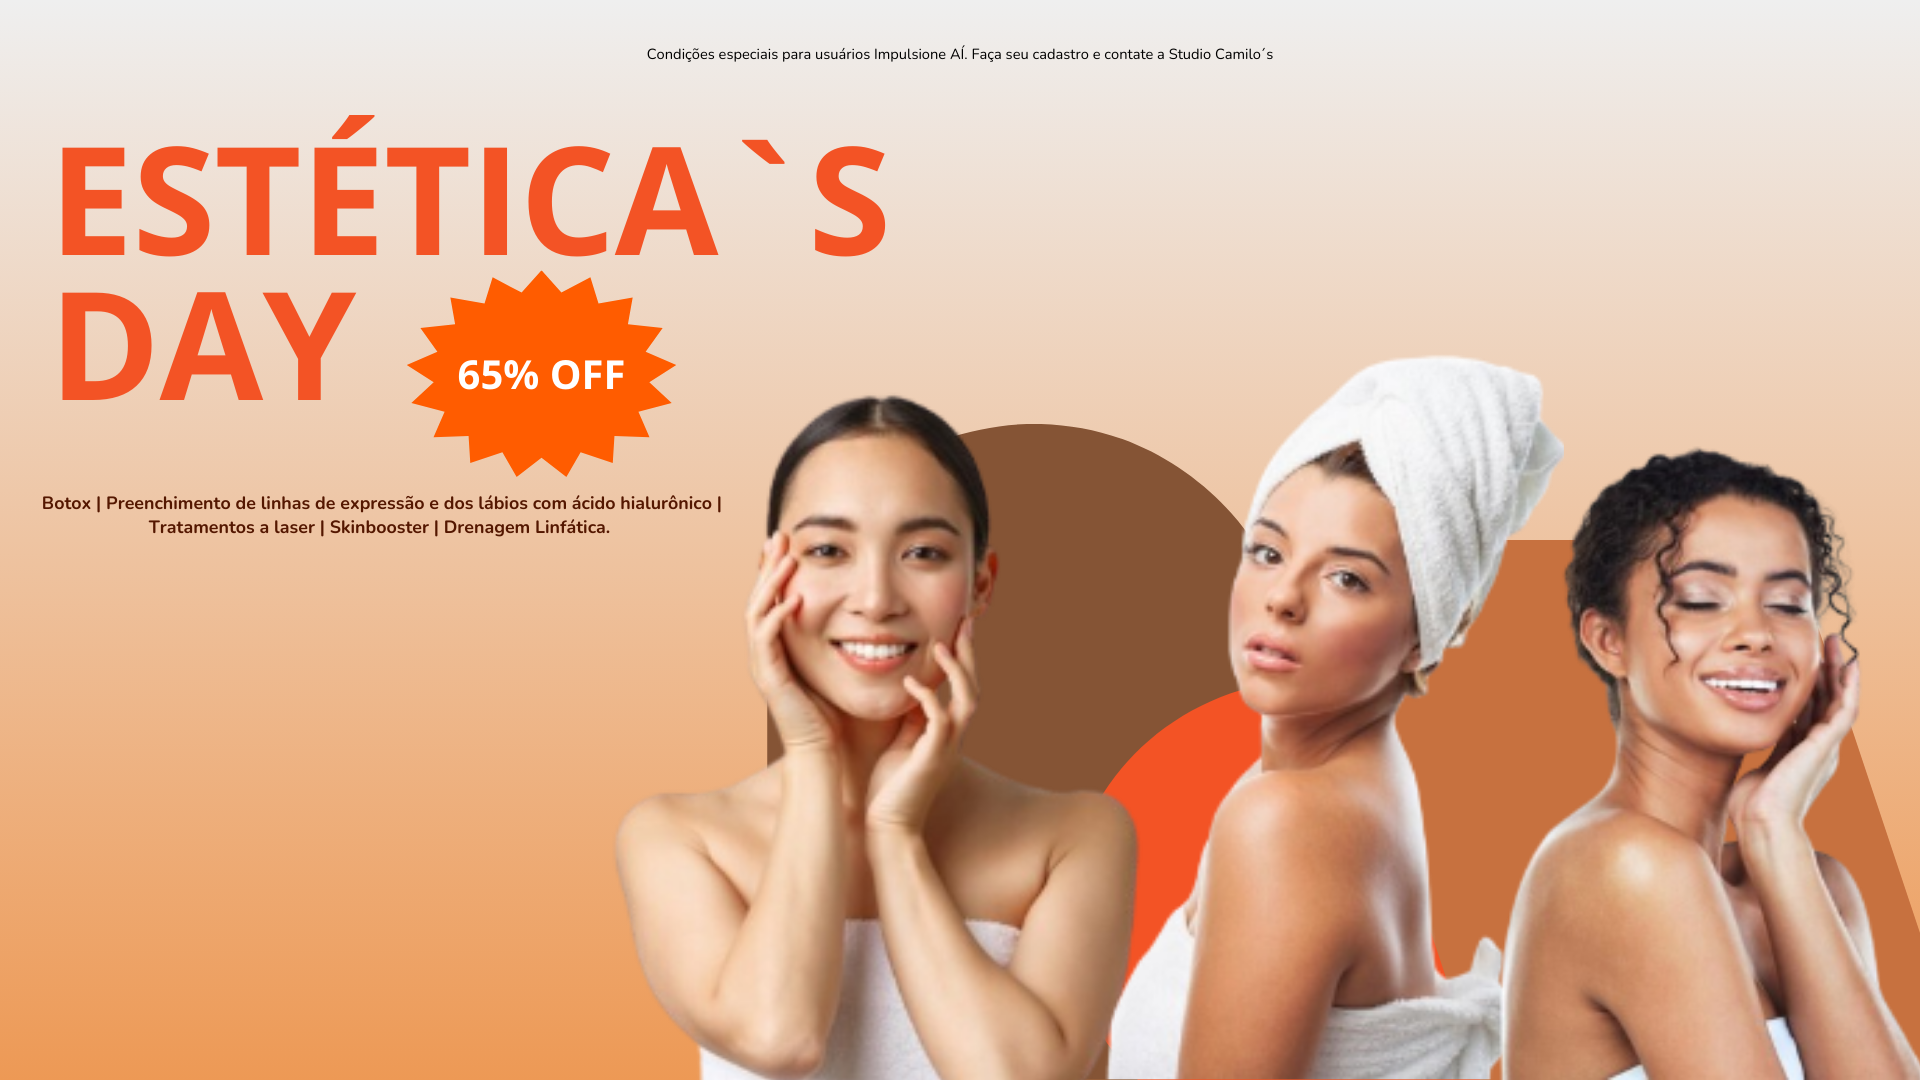 Condições especiais para usuários Impulsione AÍ. Faça seu cadastro e contate a Studio Camilo´s
ESTÉTICA`S
DAY
65% OFF
Botox | Preenchimento de linhas de expressão e dos lábios com ácido hialurônico |
Tratamentos a laser | Skinbooster | Drenagem Linfática.